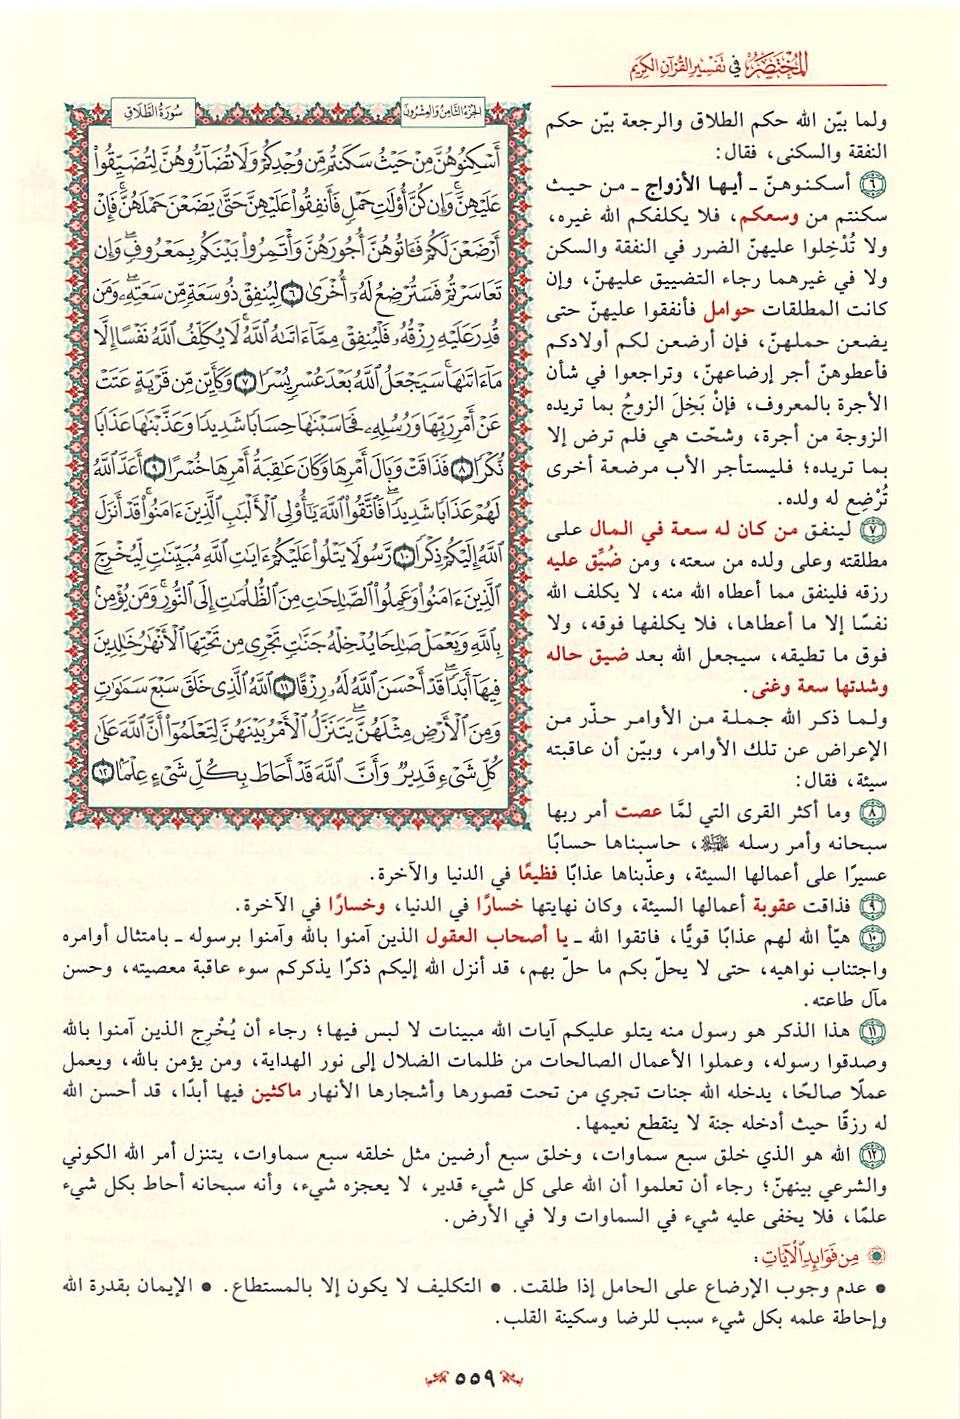 المُخْتَصَرُ فِي تَفْسِيرِ القُرْآنِ الكَرِيمِ
الجُزْءُ الثَّامِنُ وَالعِشْرُونَ
سُورَةُ الطَّلَاقِ
أَسْكِنُوهُنَّ مِنْ حَيْثُ سَكَنتُم مِّن وُجْدِكُمْ وَلَا تُضَآرُّوهُنَّ لِتُضَيِّقُوا۟
عَلَيْهِنَّ ۚ وَإِن كُنَّ أُو۟لَٰتِ حَمْلٍ فَأَنفِقُوا۟ عَلَيْهِنَّ حَتَّىٰ يَضَعْنَ حَمْلَهُنَّ ۚ فَإِنْ
أَرْضَعْنَ لَكُمْ فَـَٔاتُوهُنَّ أُجُورَهُنَّ وَأْتَمِرُوا۟ بَيْنَكُم بِمَعْرُوفٍ ۖ وَإِن
تَعَاسَرْتُمْ فَسَتُرْضِعُ لَهُۥٓ أُخْرَىٰ ٦ لِيُنفِقْ ذُو سَعَةٍ مِّن سَعَتِهِۦ ۖ وَمَن
قُدِرَ عَلَيْهِ رِزْقُهُۥ فَلْيُنفِقْ مِمَّآ ءَاتَىٰهُ ٱللَّهُ ۚ لَا يُكَلِّفُ ٱللَّهُ نَفْسًا إِلَّا
مَآ ءَاتَىٰهَا ۚ سَيَجْعَلُ ٱللَّهُ بَعْدَ عُسْرٍ يُسْرًا ٧ وَكَأَيِّن مِّن قَرْيَةٍ عَتَتْ
عَنْ أَمْرِ رَبِّهَا وَرُسُلِهِۦ فَحَاسَبْنَٰهَا حِسَابًا شَدِيدًا وَعَذَّبْنَٰهَا عَذَابًا
نُّكْرًا ٨ فَذَاقَتْ وَبَالَ أَمْرِهَا وَكَانَ عَٰقِبَةُ أَمْرِهَا خُسْرًا ٩ أَعَدَّ ٱللَّهُ
لَهُمْ عَذَابًا شَدِيدًا ۖ فَٱتَّقُوا۟ ٱللَّهَ يَٰٓأُو۟لِى ٱلْأَلْبَٰبِ ٱلَّذِينَ ءَامَنُوا۟ ۚ قَدْ أَنزَلَ
ٱللَّهُ إِلَيْكُمْ ذِكْرًا ١٠ رَّسُولًا يَتْلُوا۟ عَلَيْكُمْ ءَايَٰتِ ٱللَّهِ مُبَيِّنَٰتٍ لِّيُخْرِجَ
ٱلَّذِينَ ءَامَنُوا۟ وَعَمِلُوا۟ ٱلصَّٰلِحَٰتِ مِنَ ٱلظُّلُمَٰتِ إِلَى ٱلنُّورِ ۚ وَمَن يُؤْمِنۢ
بِٱللَّهِ وَيَعْمَلْ صَٰلِحًا يُدْخِلْهُ جَنَّٰتٍ تَجْرِى مِن تَحْتِهَا ٱلْأَنْهَٰرُ خَٰلِدِينَ
فِيهَآ أَبَدًا ۖ قَدْ أَحْسَنَ ٱللَّهُ لَهُۥ رِزْقًا ١١ ٱللَّهُ ٱلَّذِى خَلَقَ سَبْعَ سَمَٰوَٰتٍ
وَمِنَ ٱلْأَرْضِ مِثْلَهُنَّ يَتَنَزَّلُ ٱلْأَمْرُ بَيْنَهُنَّ لِتَعْلَمُوٓا۟ أَنَّ ٱللَّهَ عَلَىٰ
كُلِّ شَىْءٍ قَدِيرٌ وَأَنَّ ٱللَّهَ قَدْ أَحَاطَ بِكُلِّ شَىْءٍ عِلْمًۢا ١٢
ولما بيّن الله حكم الطلاق والرجعة بيّن حكم
النفقة والسكنى، فقال:
٦ أسكنوهنّ ـ أيها الأزواج ـ من حيث
سكنتم من وسعكم، فلا يكلفكم الله غيره،
ولا تُدْخِلوا عليهنّ الضرر في النفقة والسكن
ولا في غيرهما رجاء التضييق عليهنّ، وإن
كانت المطلقات حوامل فأنفقوا عليهنّ حتى
يضعن حملهنّ، فإن أرضعن لكم أولادكم
فأعطوهنّ أجر إرضاعهنّ، وتراجعوا في شأن
الأجرة بالمعروف، فإنْ بَخِلَ الزوجُ بما تريده
الزوجة من أجرة، وشحّت هي فلم ترض إلا
بما تريده؛ فليستأجر الأب مرضعة أخرى
تُرْضِع له ولده.
٧ لينفق من كان له سعة في المال على
مطلقته وعلى ولده من سعته، ومن ضُيِّق عليه
رزقه فلينفق مما أعطاه الله منه، لا يكلف الله
نفسًا إلا ما أعطاها، فلا يكلفها فوقه، ولا
فوق ما تطيقه، سيجعل الله بعد ضيق حاله
وشدتها سعة وغنى.
ولما ذكر الله جملة من الأوامر حذّر من
الإعراض عن تلك الأوامر، وبيّن أن عاقبته
سيئة، فقال:
٨ وما أكثر القرى التي لمَّا عصت أمر ربها
سبحانه وأمر رسله ، حاسبناها حسابًا
عسيرًا على أعمالها السيئة، وعذّبناها عذابًا فظيعًا في الدنيا والآخرة.
٩ فذاقت عقوبة أعمالها السيئة، وكان نهايتها خسارًا في الدنيا، وخسارًا في الآخرة.
١٠ هيّأ الله لهم عذابًا قويًّا، فاتقوا الله ـ يا أصحاب العقول الذين آمنوا بالله وآمنوا برسوله ـ بامتثال أوامره
واجتناب نواهيه، حتى لا يحلّ بكم ما حلّ بهم، قد أنزل الله إليكم ذكرًا يذكركم سوء عاقبة معصيته، وحسن
مآل طاعته.
١١ هذا الذكر هو رسول منه يتلو عليكم آيات الله مبينات لا لبس فيها؛ رجاء أن يُخْرِج الذين آمنوا بالله
وصدقوا رسوله، وعملوا الأعمال الصالحات من ظلمات الضلال إلى نور الهداية، ومن يؤمن بالله، ويعمل
عملًا صالحًا، يدخله الله جنات تجري من تحت قصورها وأشجارها الأنهار ماكثين فيها أبدًا، قد أحسن الله
له رزقًا حيث أدخله جنة لا ينقطع نعيمها.
١٢ الله هو الذي خلق سبع سماوات، وخلق سبع أرضين مثل خلقه سبع سماوات، يتنزل أمر الله الكوني
والشرعي بينهنّ؛ رجاء أن تعلموا أن الله على كل شيء قدير، لا يعجزه شيء، وأنه سبحانه أحاط بكل شيء
علمًا، فلا يخفى عليه شيء في السماوات ولا في الأرض.
مِن فَوَائِدِ الآيَاتِ:
• عدم وجوب الإرضاع على الحامل إذا طلقت. • التكليف لا يكون إلا بالمستطاع. • الإيمان بقدرة الله
وإحاطة علمه بكل شيء سبب للرضا وسكينة القلب.
٥٥٩